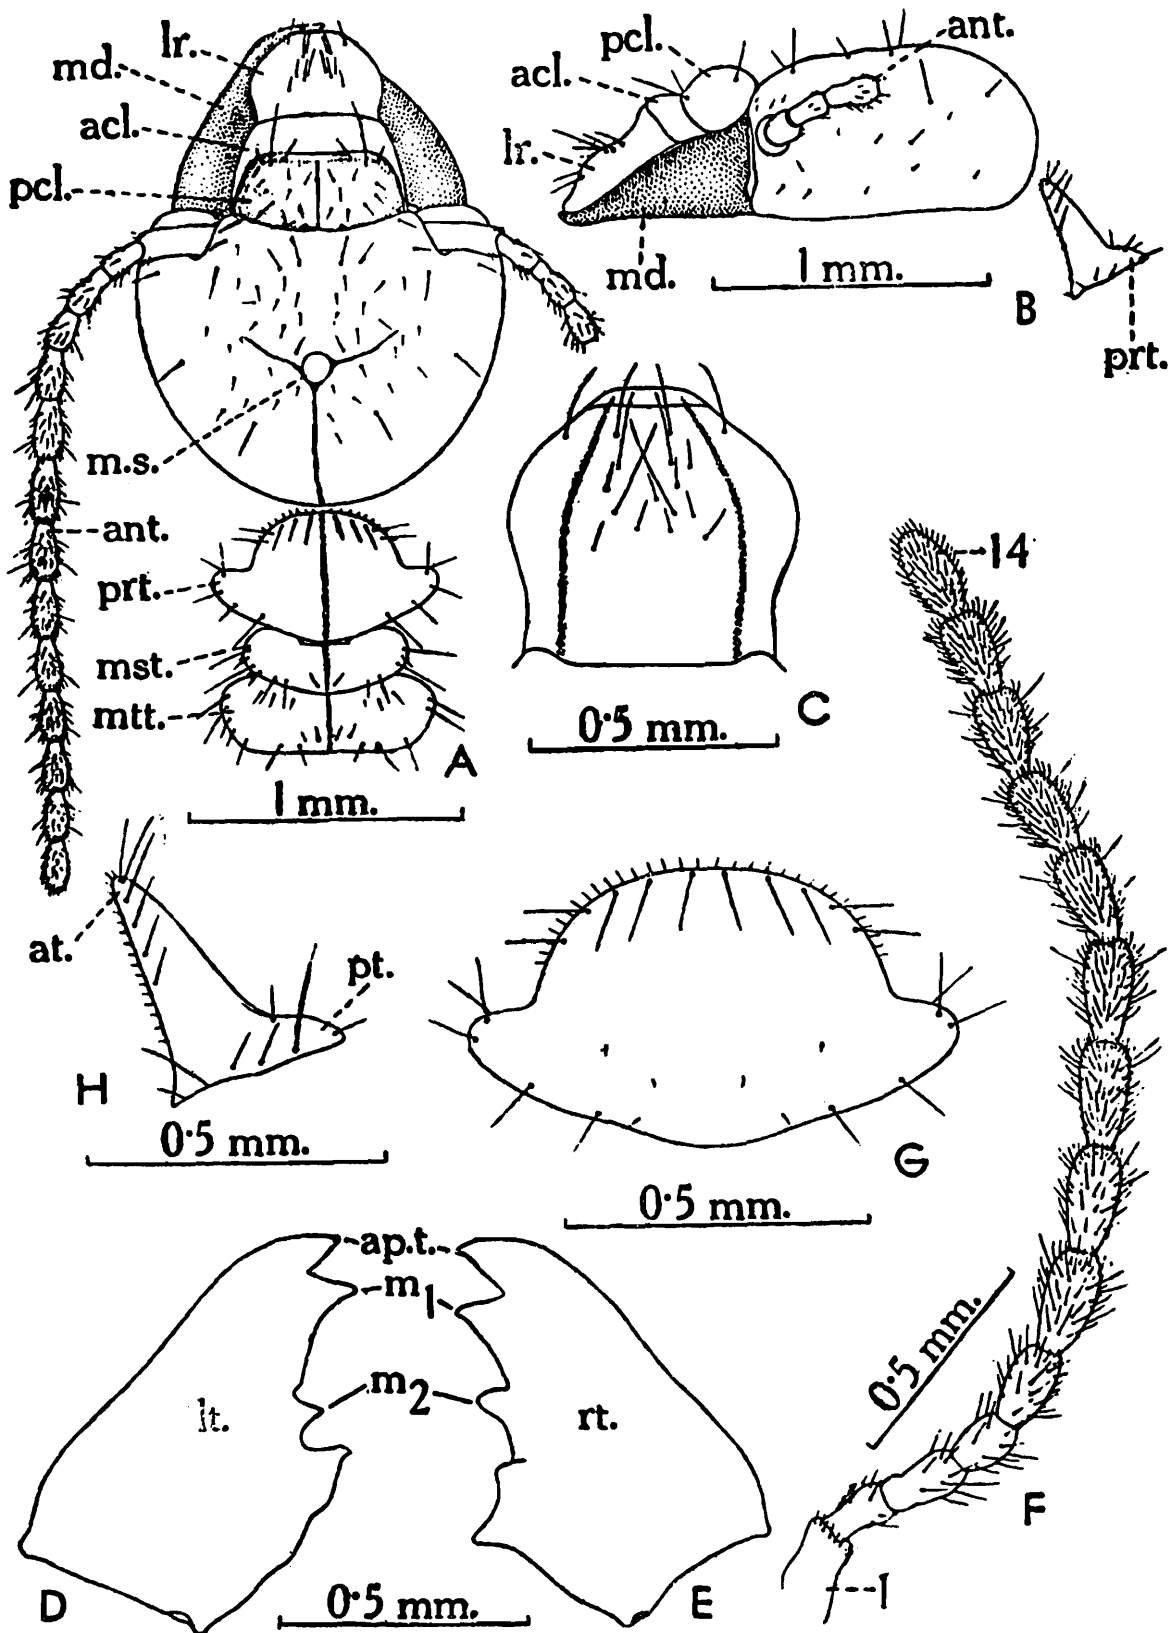 lr.
md.
acl.
pcl.
m.s.
ant.
prt.
mst.
mtt.
A
1 mm.
pcl.
ant.
acl.
lr.
md.
1 mm.
B
prt.
C
0·5 mm.
14
at.
pt.
H
0·5 mm.
G
0·5 mm.
ap.t.
m1
m2
lt.
rt.
D
0·5 mm.
E
0·5 mm.
F
1